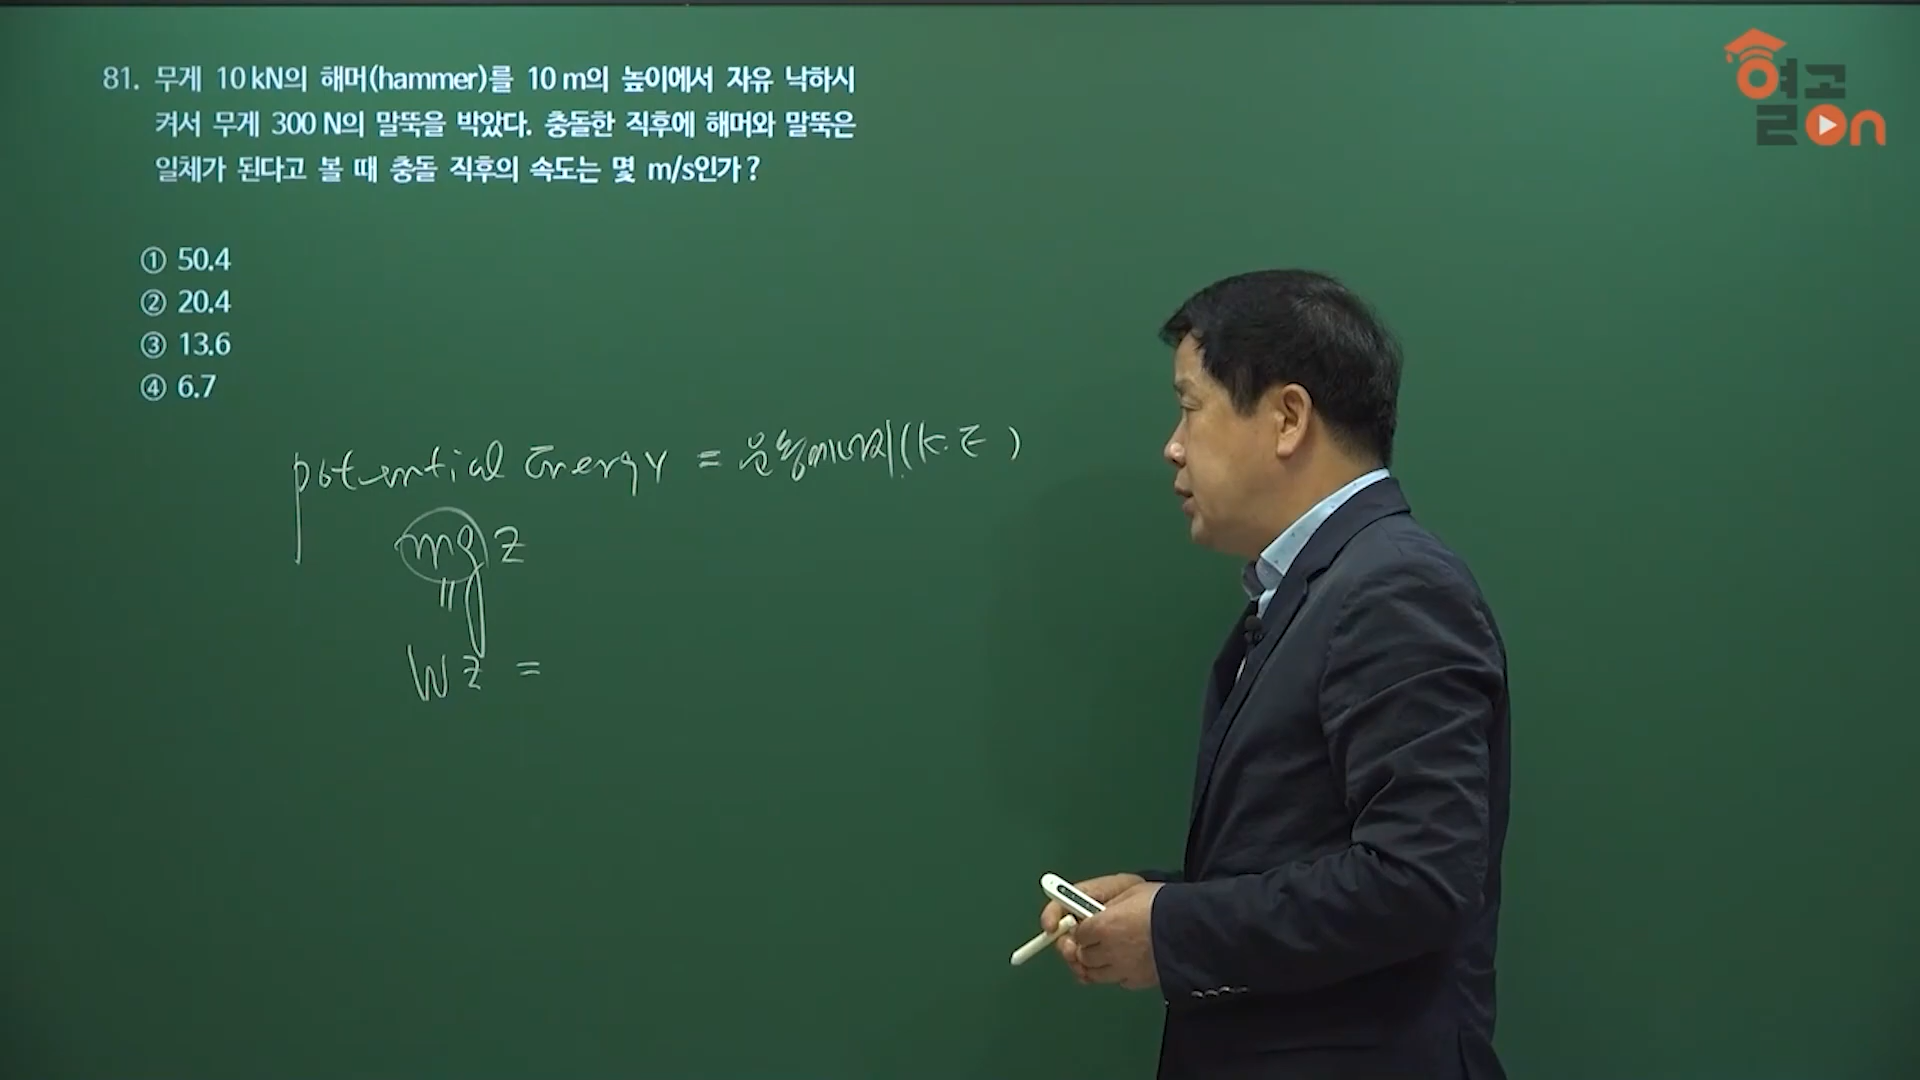 81. 무게 10 kN의 해머(hammer)를 10 m의 높이에서 자유 낙하시
켜서 무게 300 N의 말뚝을 박았다. 충돌한 직후에 해머와 말뚝은
일체가 된다고 볼 때 충돌 직후의 속도는 몇 m/s인가?
① 50.4
② 20.4
③ 13.6
④ 6.7
potential Energy = 운동에너지(K.E)
mgz
=
Wz =
열공
On